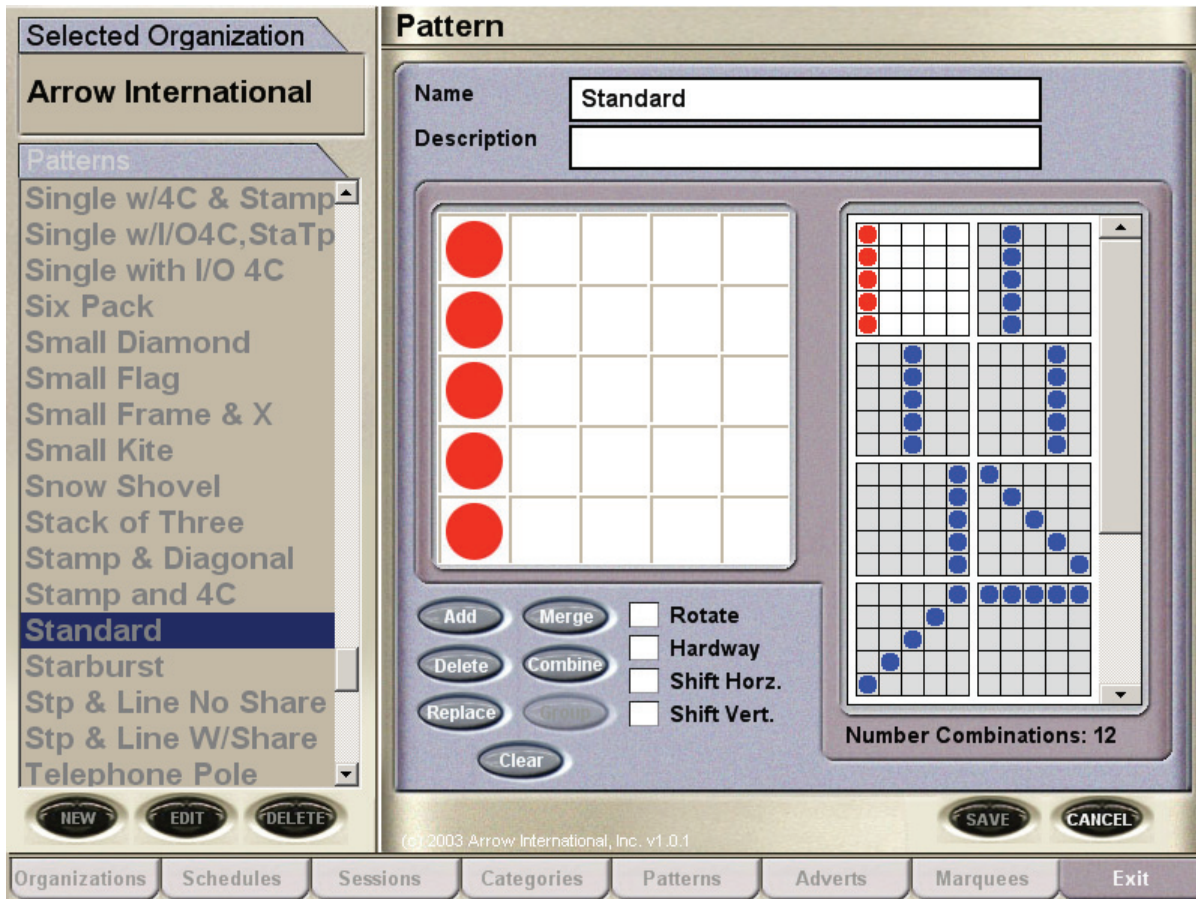 Selected Organization
Arrow International
Patterns
Single w/4C & Stamp
Single w/I/O4C,StaTp
Single with I/O 4C
Six Pack
Small Diamond
Small Flag
Small Frame & X
Small Kite
Snow Shovel
Stack of Three
Stamp & Diagonal
Stamp and 4C
Standard
Starburst
Stp & Line No Share
Stp & Line W/Share
Telephone Pole
NEW EDIT DELETE
Pattern
Name Standard
Description
Add Merge Rotate
Hardway
Delete Combine
Shift Horz.
Replace Group Shift Vert.
Clear
Number Combinations: 12
SAVE CANCEL
(c) 2003 Arrow International, Inc. v1.0.1
Organizations Schedules Sessions Categories Patterns Adverts Marquees Exit